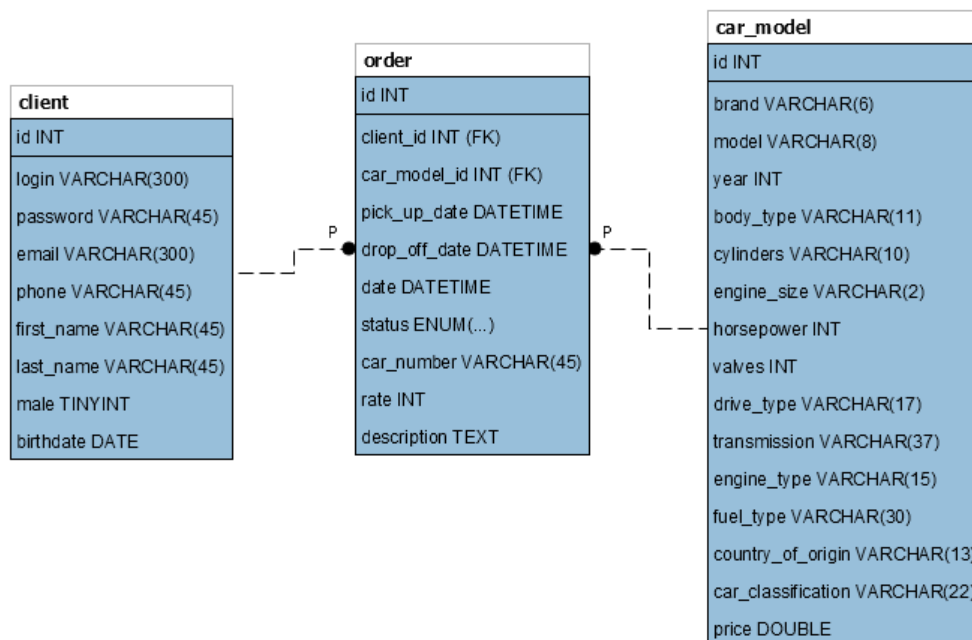 client
id INT
login VARCHAR(300)
password VARCHAR(45)
email VARCHAR(300)
phone VARCHAR(45)
first_name VARCHAR(45)
last_name VARCHAR(45)
male TINYINT
birthdate DATE
P
order
id INT
client_id INT (FK)
car_model_id INT (FK)
pick_up_date DATETIME
drop_off_date DATETIME
date DATETIME
status ENUM(...)
car_number VARCHAR(45)
rate INT
description TEXT
P
car_model
id INT
brand VARCHAR(6)
model VARCHAR(8)
year INT
body_type VARCHAR(11)
cylinders VARCHAR(10)
engine_size VARCHAR(2)
horsepower INT
valves INT
drive_type VARCHAR(17)
transmission VARCHAR(37)
engine_type VARCHAR(15)
fuel_type VARCHAR(30)
country_of_origin VARCHAR(13)
car_classification VARCHAR(22)
price DOUBLE